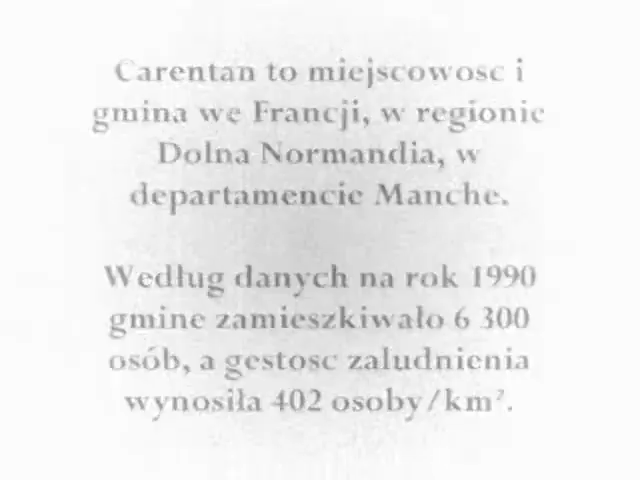 Carentan to miejscowosc i
gmina we Francji, w regionie
Dolna Normandia, w
departamencie Manche.
Według danych na rok 1990
gmine zamieszkiwało 6 300
osób, a gestosc zaludnienia
wynosiła 402 osoby/km².